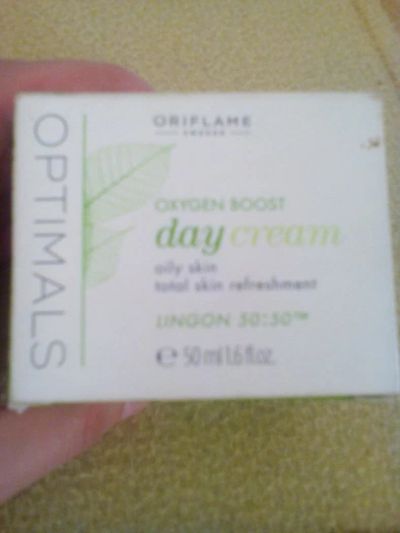 OPTIMALS
ORIFLAME
SWEDEN
OXYGEN BOOST
day cream
oily skin
total skin refreshment
LINGON 50:50™
℮ 50 ml 1.6 fl.oz.